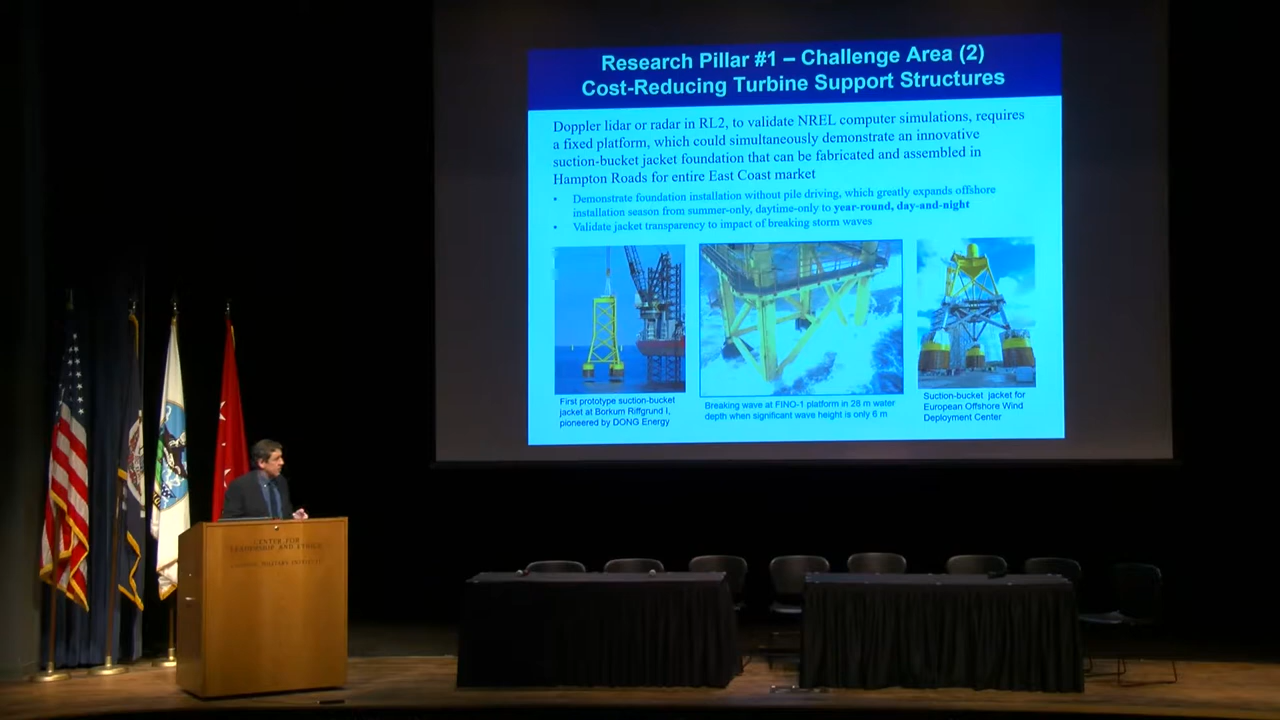 Research Pillar #1 – Challenge Area (2)
Cost-Reducing Turbine Support Structures
Doppler lidar or radar in RL2, to validate NREL computer simulations, requires
a fixed platform, which could simultaneously demonstrate an innovative
suction-bucket jacket foundation that can be fabricated and assembled in
Hampton Roads for entire East Coast market
• Demonstrate foundation installation without pile driving, which greatly expands offshore
installation season from summer-only, daytime-only to year-round, day-and-night
• Validate jacket transparency to impact of breaking storm waves
First prototype suction-bucket
jacket at Borkum Riffgrund I,
pioneered by DONG Energy
Breaking wave at FINO-1 platform in 28 m water
depth when significant wave height is only 6 m
Suction-bucket jacket for
European Offshore Wind
Deployment Center
CENTER FOR
LEADERSHIP AND ETHICS
MILITARY INSTITUTE